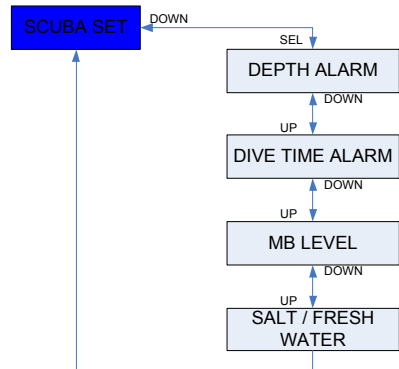 SCUBA SET
DOWN
SEL
DEPTH ALARM
DOWN
UP
DIVE TIME ALARM
DOWN
UP
MB LEVEL
DOWN
UP
SALT / FRESH
WATER